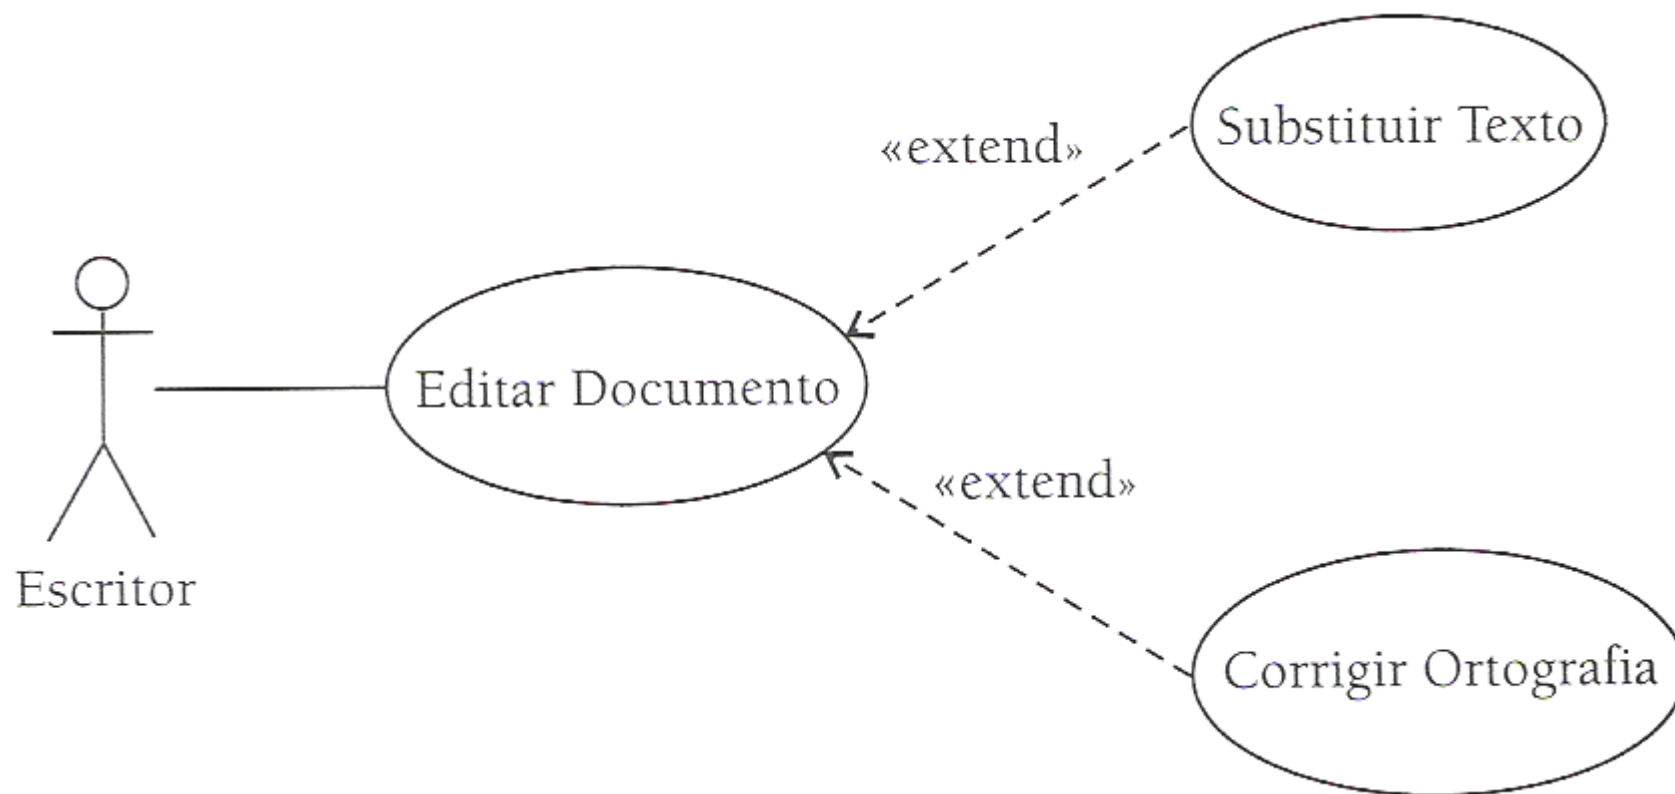 Substituir Texto
«extend»
Editar Documento
«extend»
Escritor
Corrigir Ortografia